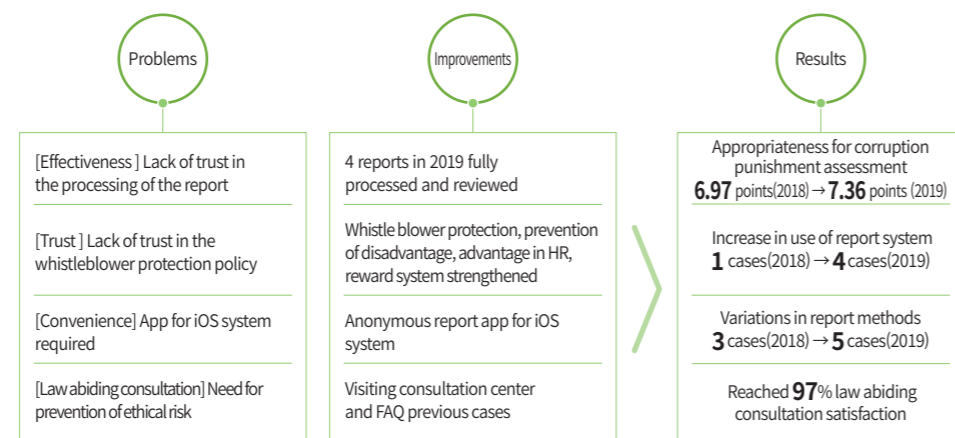 Problems
[Effectiveness ] Lack of trust in
the processing of the report
[Trust ] Lack of trust in the
whistleblower protection policy
[Convenience] App for iOS system
required
[Law abiding consultation] Need for
prevention of ethical risk
Improvements
4 reports in 2019 fully
processed and reviewed
Whistle blower protection, prevention
of disadvantage, advantage in HR,
reward system strengthened
Anonymous report app for iOS
system
Visiting consultation center
and FAQ previous cases
Results
Appropriateness for corruption
punishment assessment
6.97 points(2018) → 7.36 points (2019)
Increase in use of report system
1 cases(2018) → 4 cases(2019)
Variations in report methods
3 cases(2018) → 5 cases(2019)
Reached 97% law abiding
consultation satisfaction